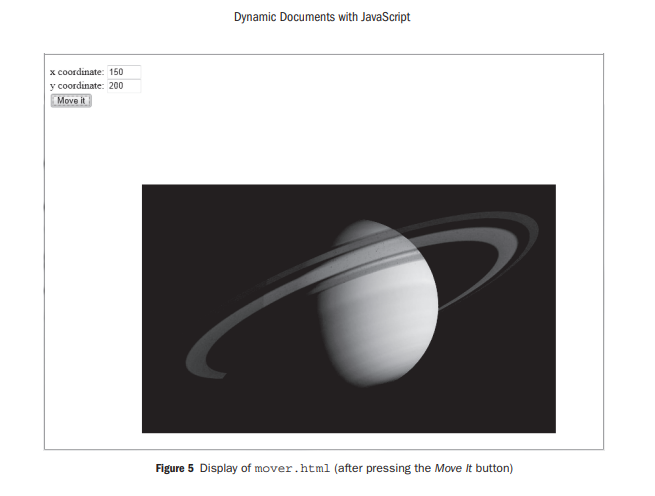 Dynamic Documents with JavaScript
x coordinate: 150
y coordinate: 200
Move it
Figure 5 Display of mover.html (after pressing the Move It button)